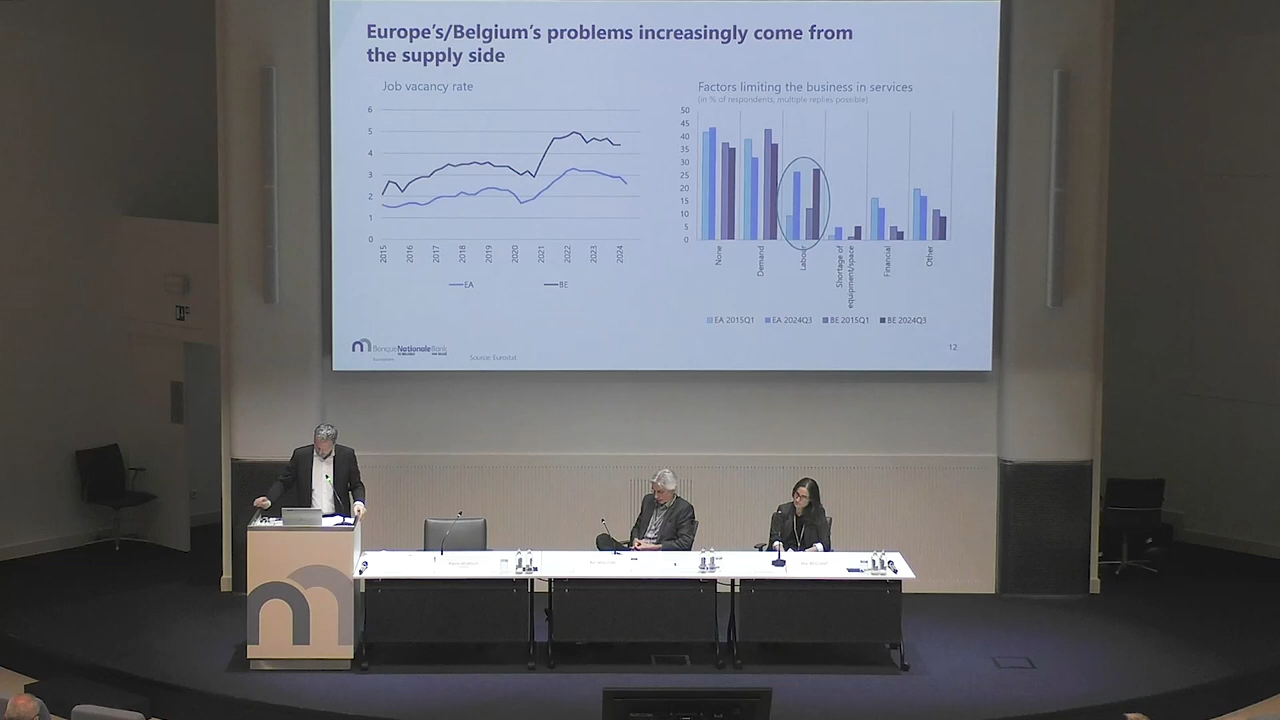 Europe's/Belgium's problems increasingly come from
the supply side
Job vacancy rate
6
5
4
3
2
1
0
2015
2016
2017
2018
2019
2020
2021
2022
2023
2024
EA
BE
Factors limiting the business in services
(in % of respondents; multiple replies possible)
50
45
40
35
30
25
20
15
10
5
0
None
Demand
Labour
Shortage of
equipment/space
Financial
Other
EA 2015Q1
EA 2024Q3
BE 2015Q1
BE 2024Q3
BanqueNationaleBank
Eurosystem
Source: Eurostat
12